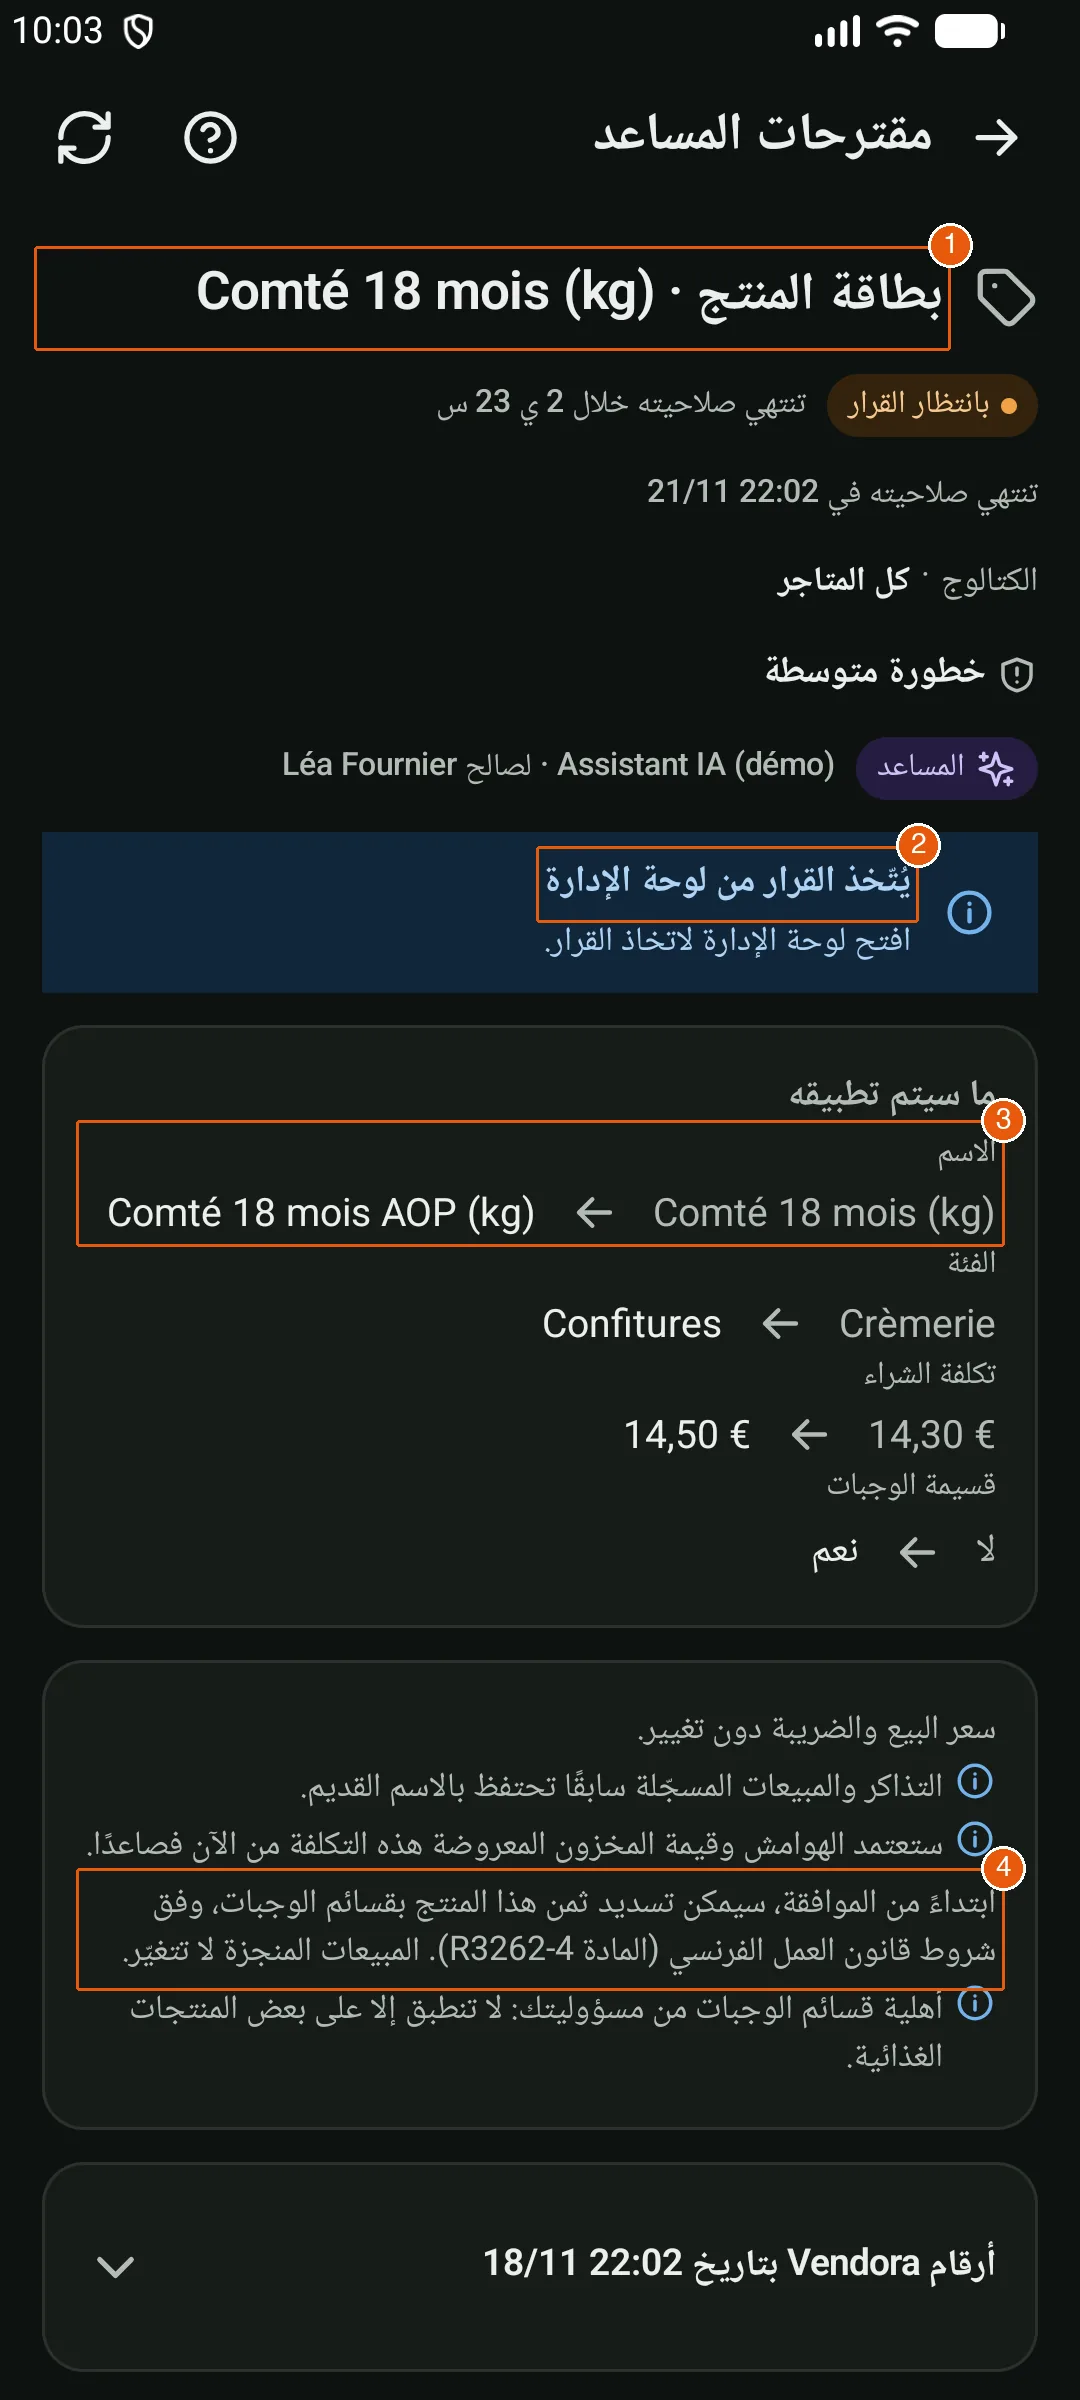 10:03
مقترحات المساعد
1
بطاقة المنتج · Comté 18 mois (kg)
بانتظار القرار
تنتهي صلاحيته خلال 2 ي 23 س
تنتهي صلاحيته في 21/11 22:02
الكتالوج · كل المتاجر
خطورة متوسطة
المساعد
Assistant IA (démo) · لصالح Léa Fournier
2
يُتّخذ القرار من لوحة الإدارة
افتح لوحة الإدارة لاتخاذ القرار.
ما سيتم تطبيقه
3
الاسم
Comté 18 mois (kg) ← Comté 18 mois AOP (kg)
الفئة
Crèmerie ← Confitures
تكلفة الشراء
14,30 € ← 14,50 €
قسيمة الوجبات
لا ← نعم
سعر البيع والضريبة دون تغيير.
التذاكر والمبيعات المسجّلة سابقًا تحتفظ بالاسم القديم.
ستعتمد الهوامش وقيمة المخزون المعروضة هذه التكلفة من الآن فصاعدًا.
4
ابتداءً من الموافقة، سيمكن تسديد ثمن هذا المنتج بقسائم الوجبات، وفق
شروط قانون العمل الفرنسي (المادة R3262-4). المبيعات المنجزة لا تتغيّر.
أهلية قسائم الوجبات من مسؤوليتك: لا تنطبق إلا على بعض المنتجات
الغذائية.
أرقام Vendora بتاريخ 18/11 22:02